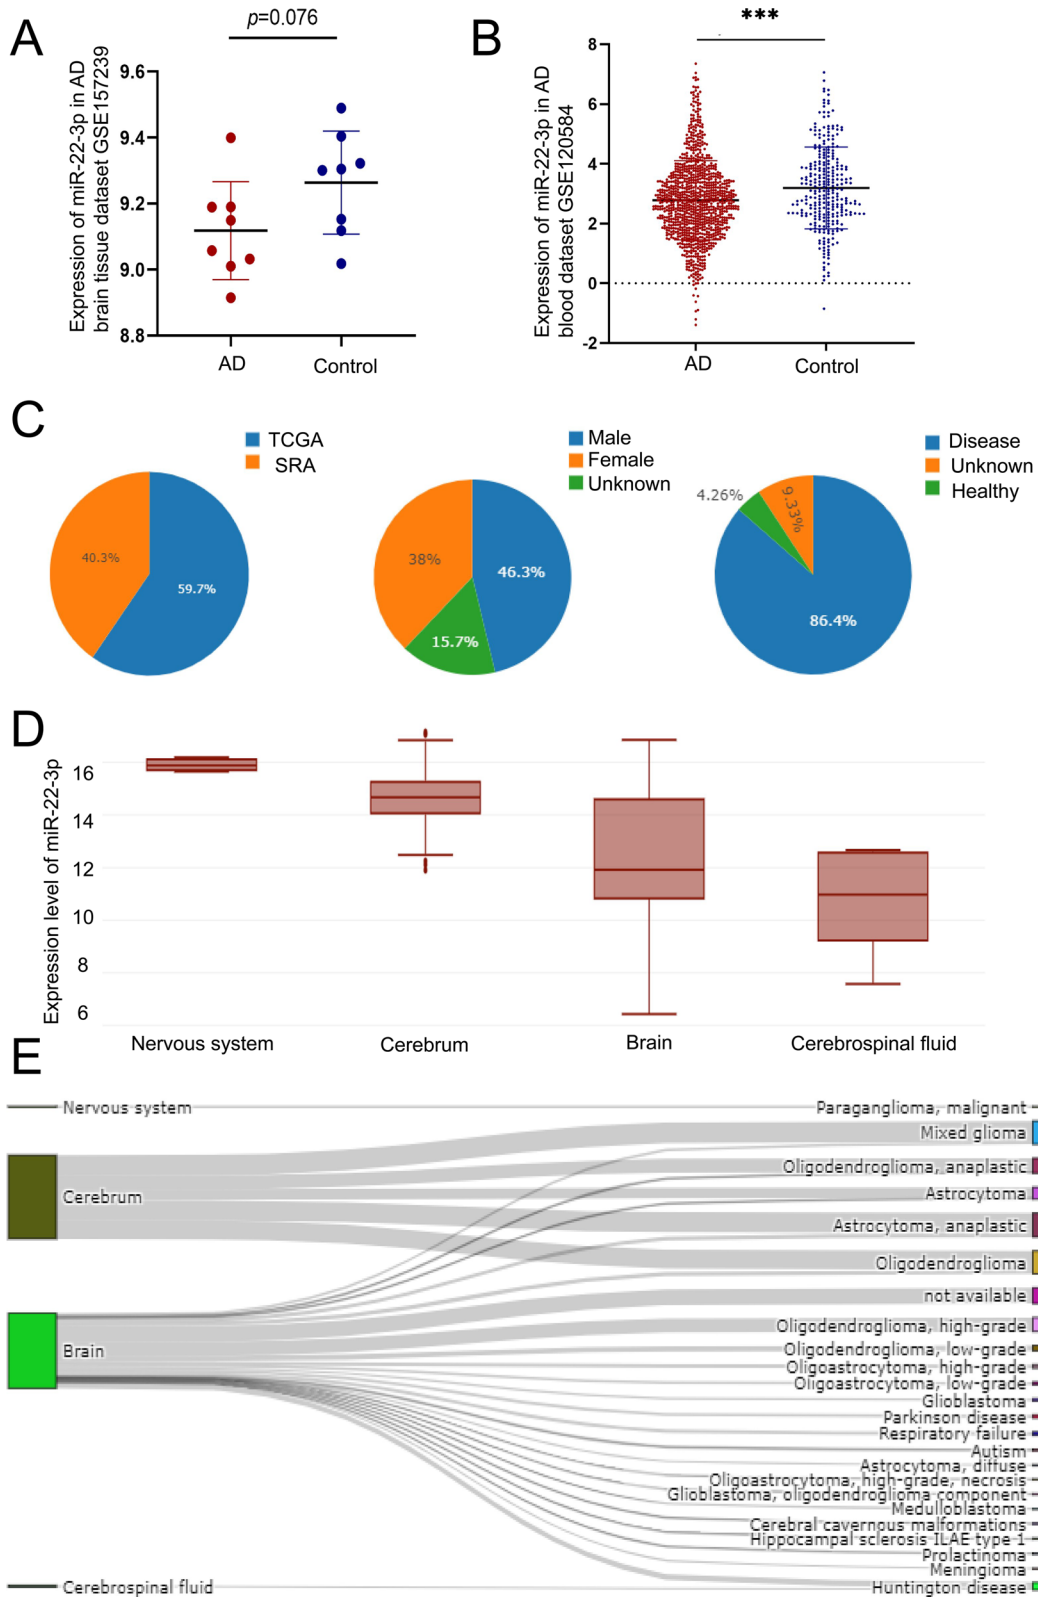 A
p=0.076
Expression of miR-22-3p in AD
brain tissue dataset GSE157239
9.6
9.4
9.2
9.0
8.8
AD
Control
B
***
Expression of miR-22-3p in AD
blood dataset GSE120584
8
6
4
2
0
-2
AD
Control
C
TCGA
SRA
40.3%
59.7%
Male
Female
Unknown
38%
46.3%
15.7%
Disease
Unknown
Healthy
4.26%
9.33%
86.4%
D
Expression level of miR-22-3p
16
14
12
10
8
6
Nervous system
Cerebrum
Brain
Cerebrospinal fluid
E
Nervous system
Cerebrum
Brain
Cerebrospinal fluid
Paraganglioma, malignant
Mixed glioma
Oligodendroglioma, anaplastic
Astrocytoma
Astrocytoma, anaplastic
Oligodendroglioma
not available
Oligodendroglioma, high-grade
Oligodendroglioma, low-grade
Oligoastrocytoma, high-grade
Oligoastrocytoma, low-grade
Glioblastoma
Parkinson disease
Respiratory failure
Autism
Astrocytoma, diffuse
Oligoastrocytoma, high-grade, necrosis
Glioblastoma, oligodendroglioma component
Medulloblastoma
Cerebral cavernous malformations
Hippocampal sclerosis ILAE type 1
Prolactinoma
Meningioma
Huntington disease